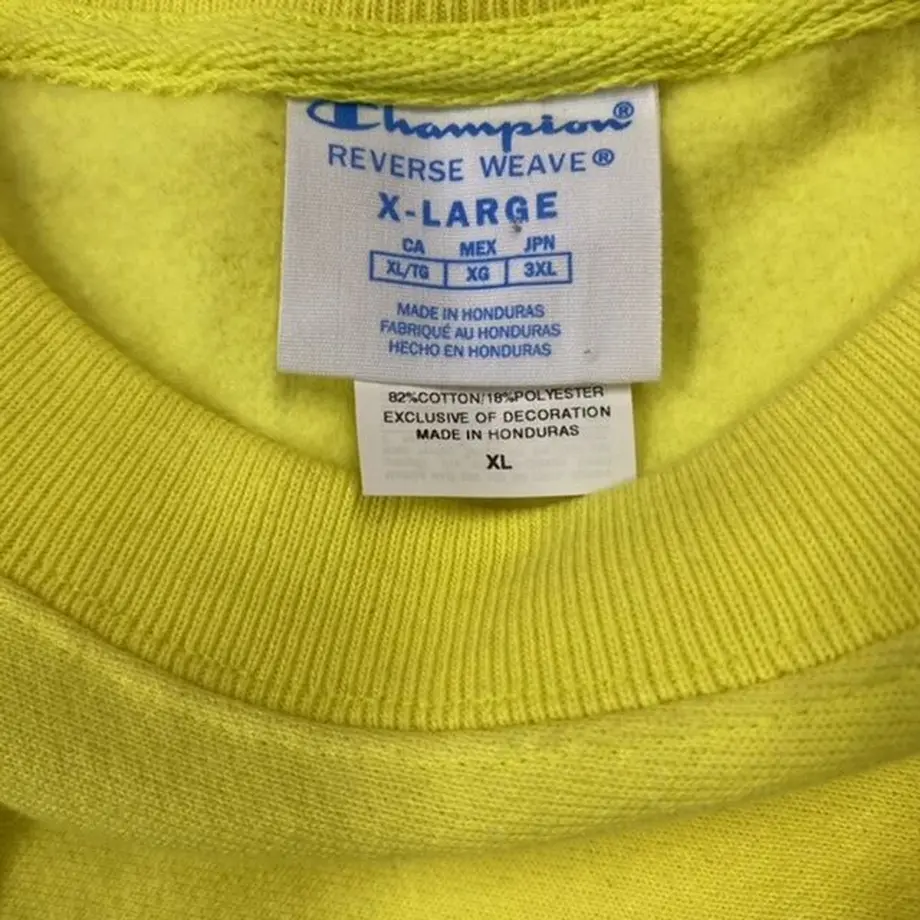 Champion®
REVERSE WEAVE®
X-LARGE
CA MEX JPN
XL/TG XG 3XL
MADE IN HONDURAS
FABRIQUÉ AU HONDURAS
HECHO EN HONDURAS
82%COTTON/18%POLYESTER
EXCLUSIVE OF DECORATION
MADE IN HONDURAS
XL